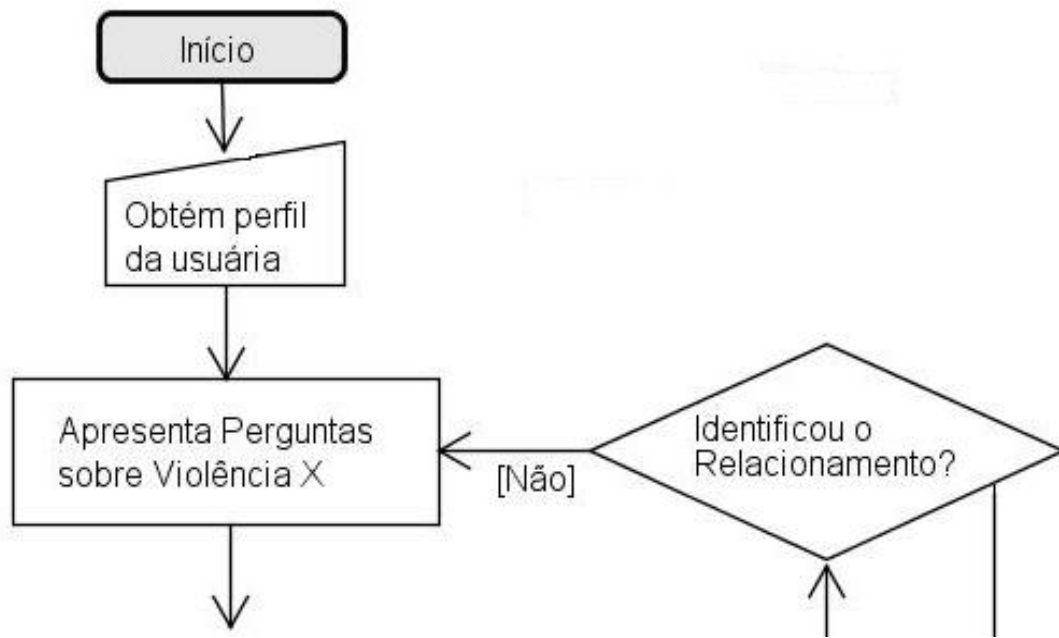 Início
Obtém perfil
da usuária
Apresenta Perguntas
sobre Violência X
[Não]
Identificou o
Relacionamento?